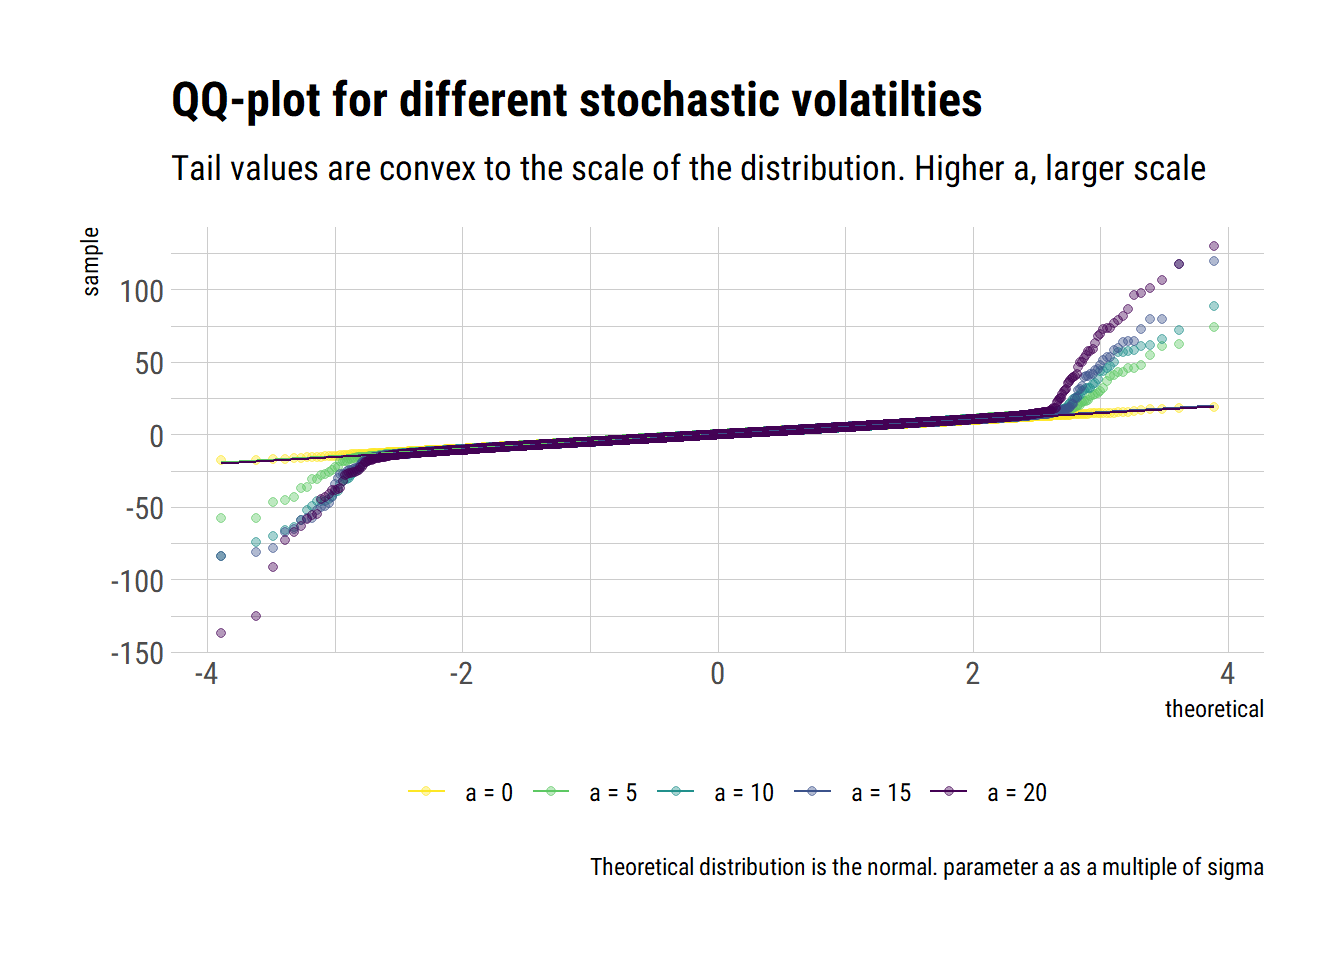 QQ-plot for different stochastic volatilties
Tail values are convex to the scale of the distribution. Higher a, larger scale
sample
100
50
0
-50
-100
-150
-4
-2
0
2
4
theoretical
a = 0
a = 5
a = 10
a = 15
a = 20
Theoretical distribution is the normal. parameter a as a multiple of sigma